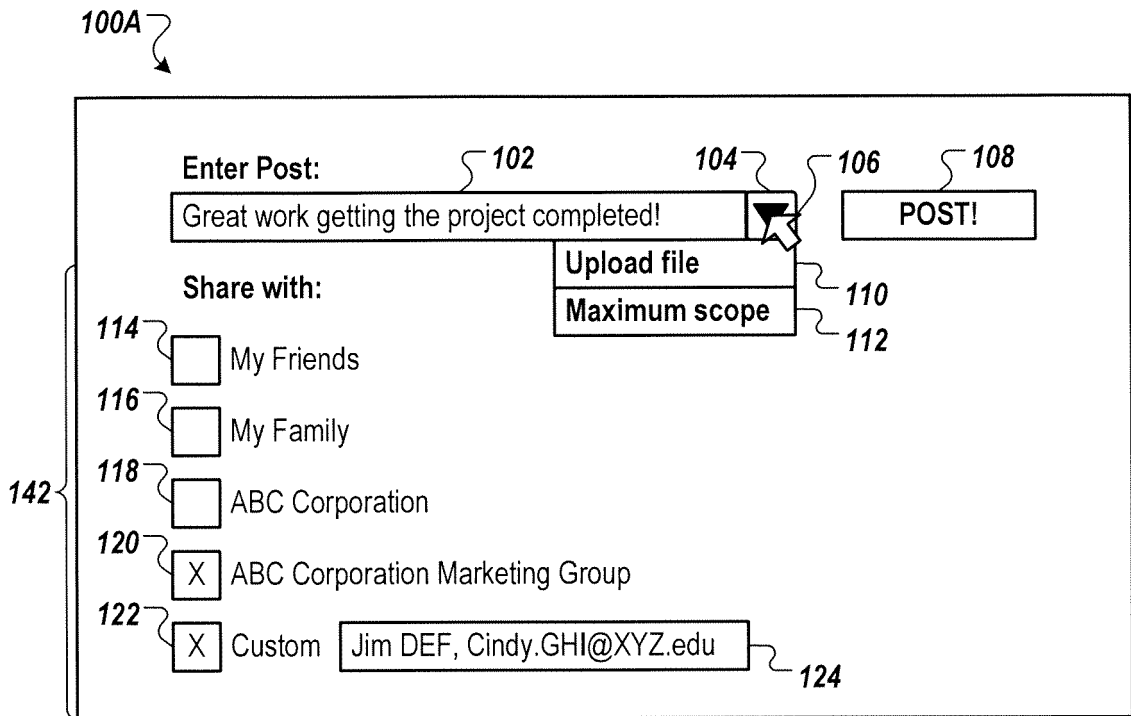 100A
Enter Post: 102 104 106 108
Great work getting the project completed! POST!
Upload file
110
Share with:
Maximum scope
112
114
My Friends
116
My Family
118
142
ABC Corporation
120
X ABC Corporation Marketing Group
122
X Custom Jim DEF, Cindy.GHI@XYZ.edu
124